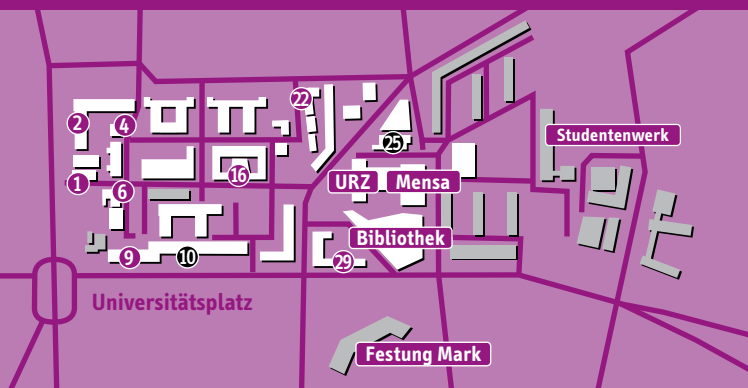 22
2
4
25
Studentenwerk
16
1
6
URZ
Mensa
Bibliothek
9
10
29
Universitätsplatz
Festung Mark